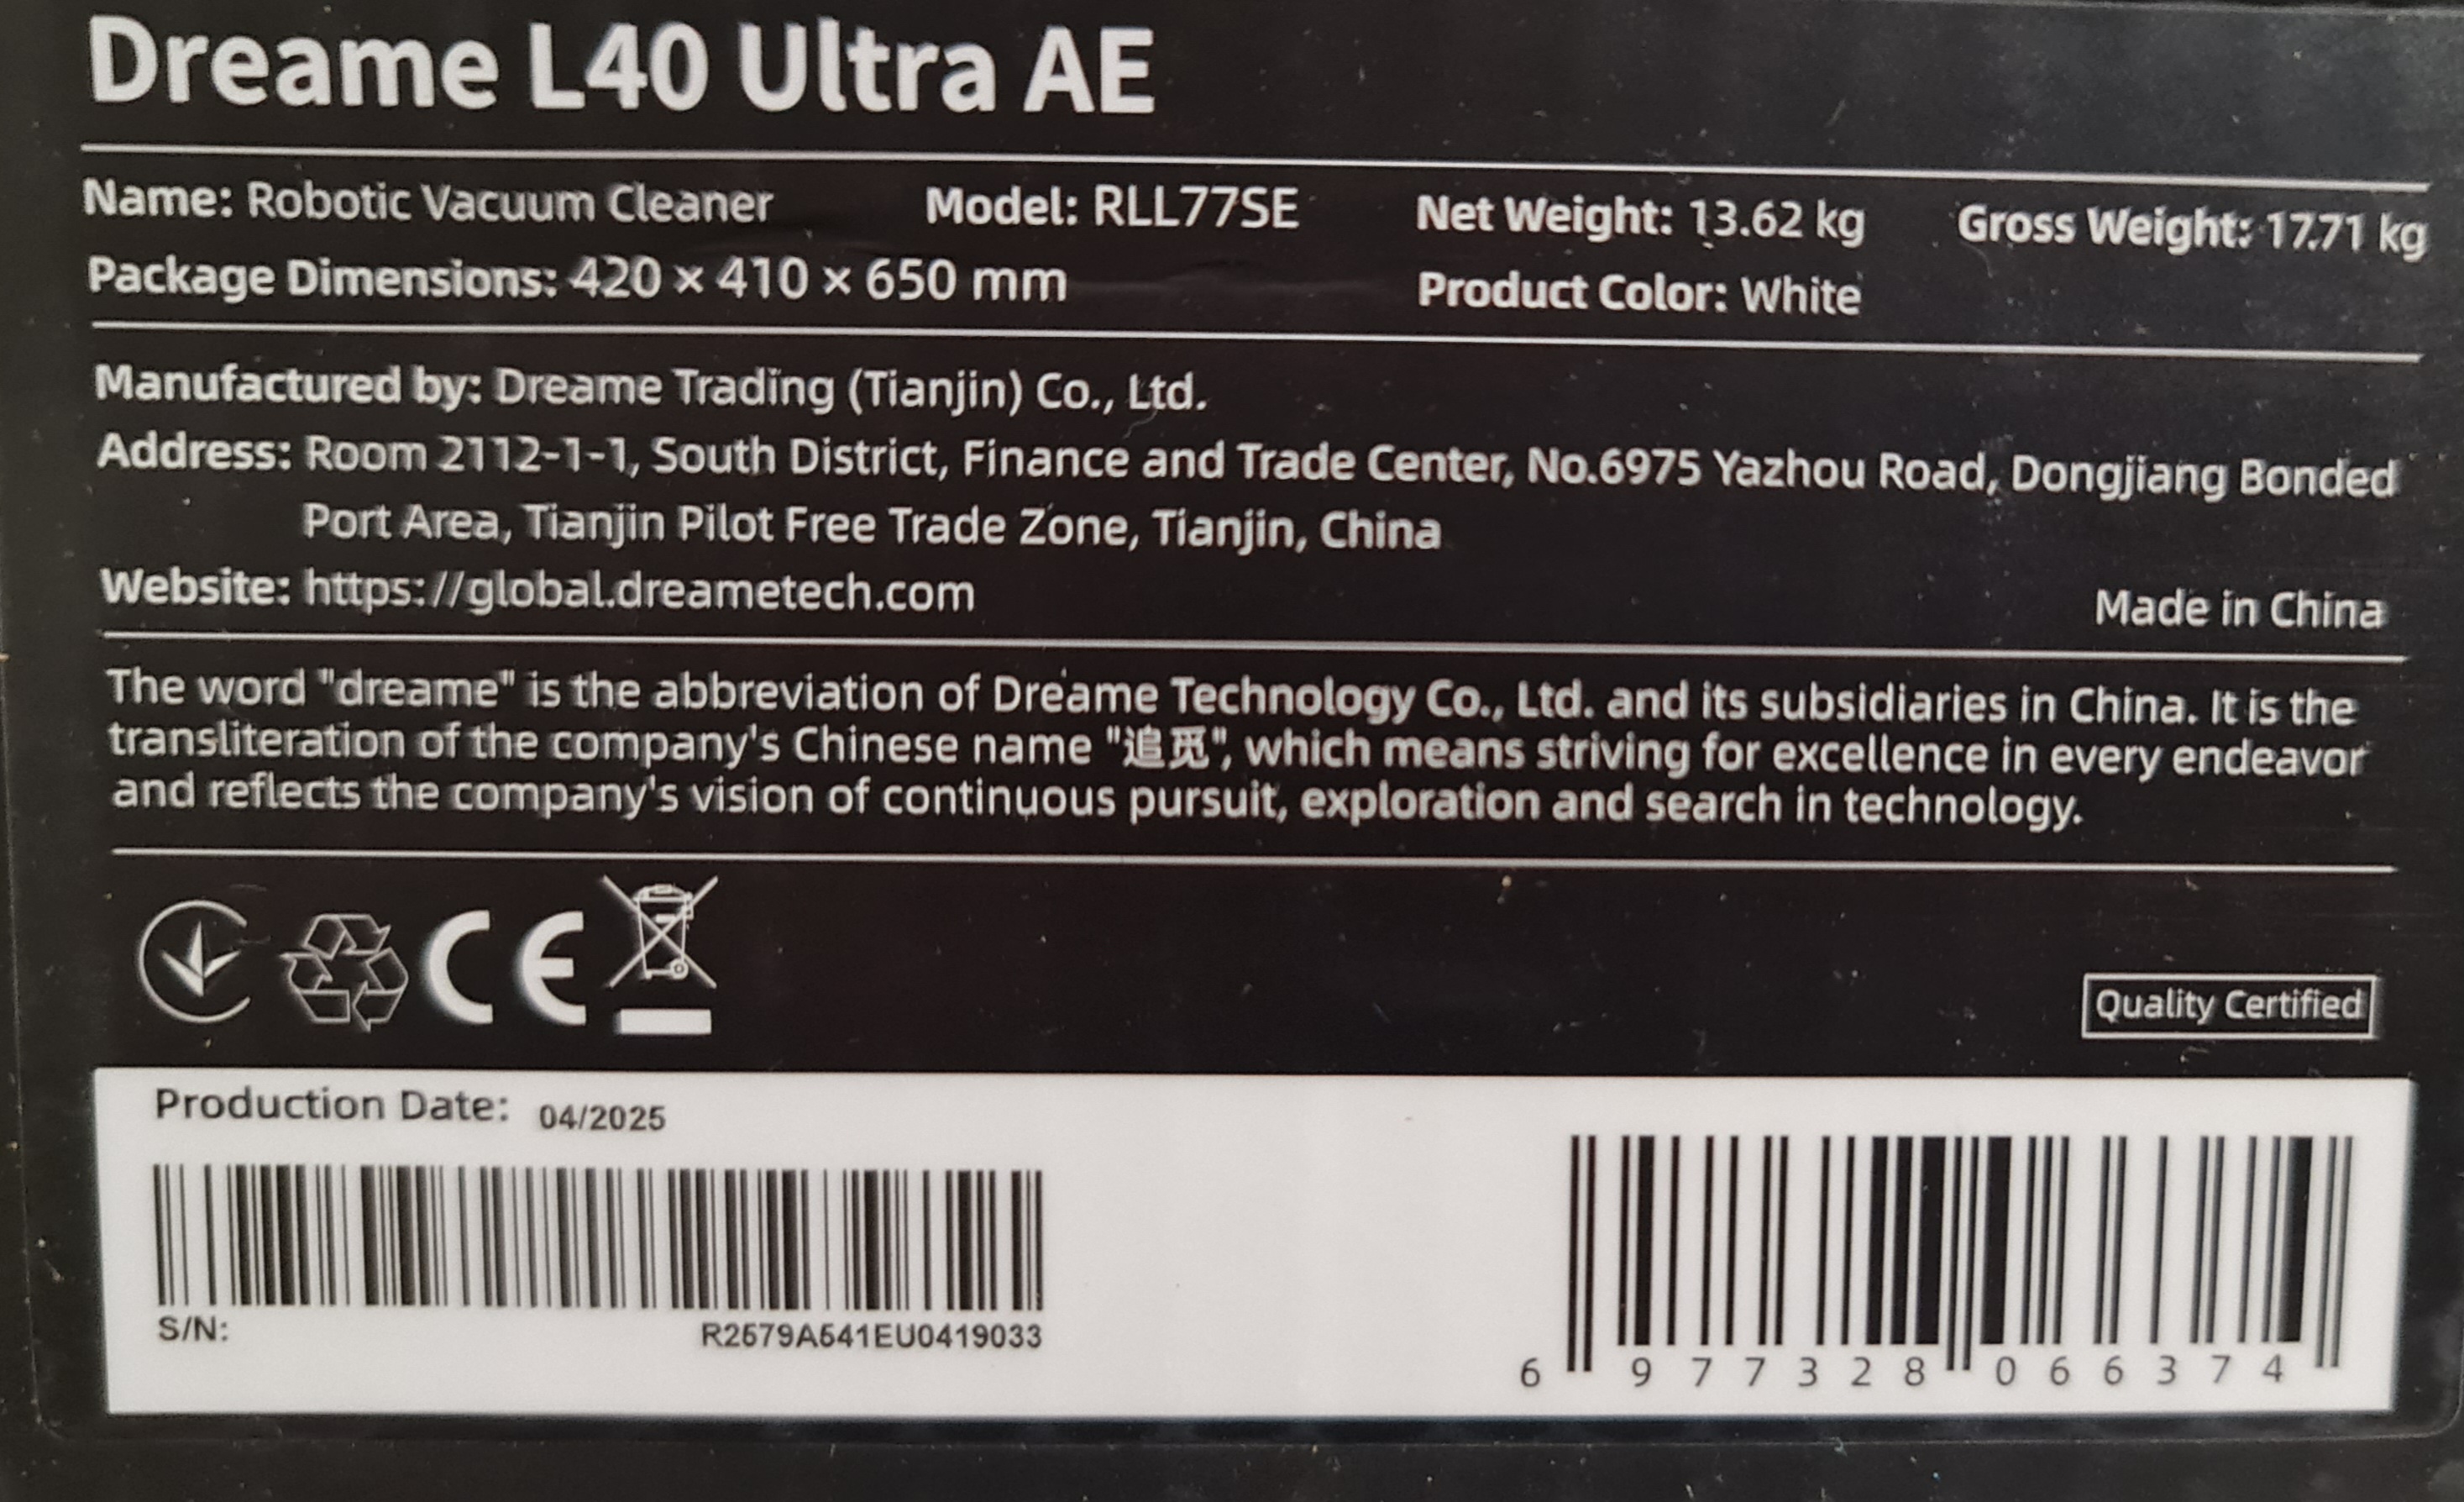 Dreame L40 Ultra AE
Name: Robotic Vacuum Cleaner Model: RLL77SE Net Weight: 13.62 kg Gross Weight: 17.71 kg
Package Dimensions: 420 × 410 × 650 mm Product Color: White
Manufactured by: Dreame Trading (Tianjin) Co., Ltd.
Address: Room 2112-1-1, South District, Finance and Trade Center, No.6975 Yazhou Road, Dongjiang Bonded
Port Area, Tianjin Pilot Free Trade Zone, Tianjin, China
Website: https://global.dreametech.com
Made in China
The word "dreame" is the abbreviation of Dreame Technology Co., Ltd. and its subsidiaries in China. It is the
transliteration of the company's Chinese name "追觅", which means striving for excellence in every endeavor
and reflects the company's vision of continuous pursuit, exploration and search in technology.
CE
Quality Certified
Production Date: 04/2025
S/N: R2579A541EU0419033
6 977328 066374